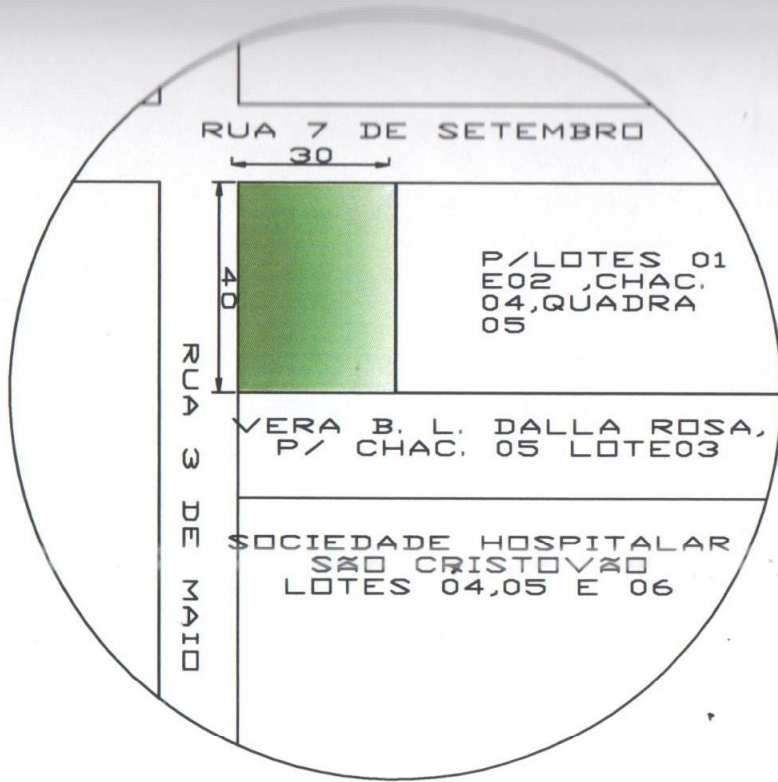 RUA 7 DE SETEMBRO
30
40
P/LOTES 01
E02 ,CHAC.
04,QUADRA
05
RUA 3 DE MAIO
VERA B. L. DALLA ROSA,
P/ CHAC. 05 LOTE03
SOCIEDADE HOSPITALAR
SÃO CRISTOVÃO
LOTES 04,05 E 06